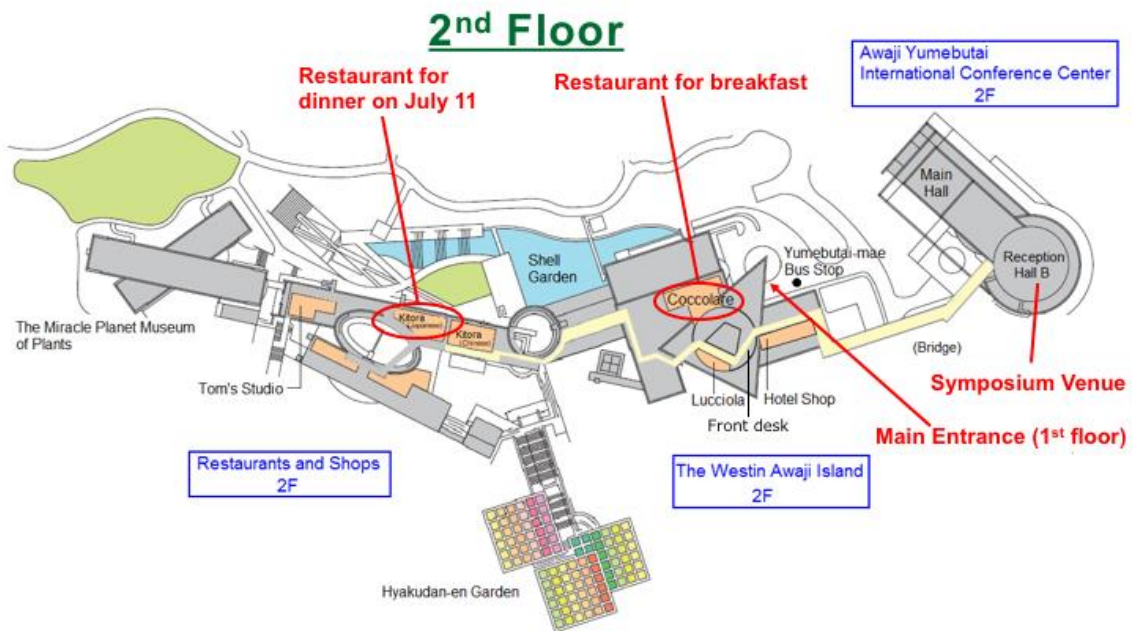 2nd Floor
Restaurant for
dinner on July 11
Restaurant for breakfast
Awaji Yumebutai
International Conference Center
2F
Main
Hall
Reception
Hall B
Yumebutai-mae
Bus Stop
Shell
Garden
Coccolare
Kitora
(Japanese)
Kitora
(Chinese)
The Miracle Planet Museum
of Plants
Tom's Studio
Lucciola
Hotel Shop
Front desk
(Bridge)
Symposium Venue
Main Entrance (1st floor)
Restaurants and Shops
2F
The Westin Awaji Island
2F
Hyakudan-en Garden